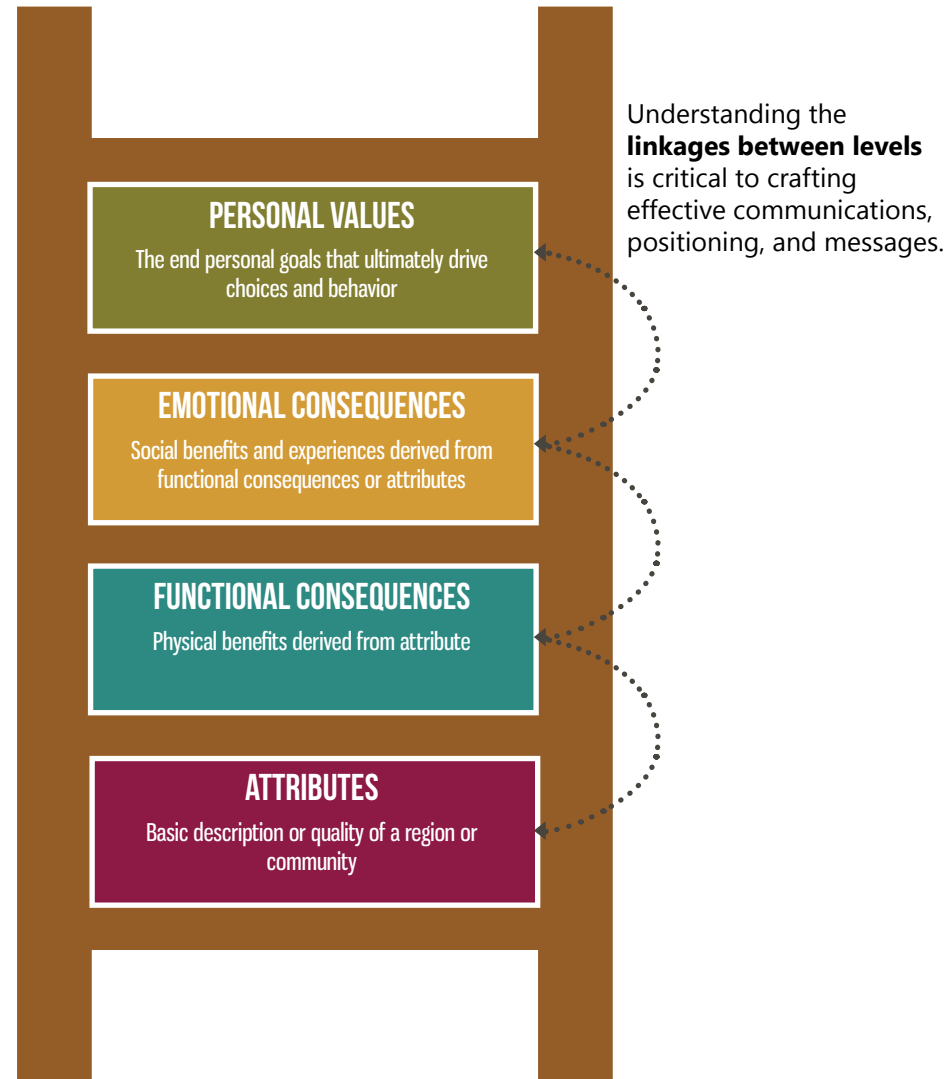 Understanding the
linkages between levels
is critical to crafting
effective communications,
positioning, and messages.
PERSONAL VALUES
The end personal goals that ultimately drive
choices and behavior
EMOTIONAL CONSEQUENCES
Social benefits and experiences derived from
functional consequences or attributes
FUNCTIONAL CONSEQUENCES
Physical benefits derived from attribute
ATTRIBUTES
Basic description or quality of a region or
community